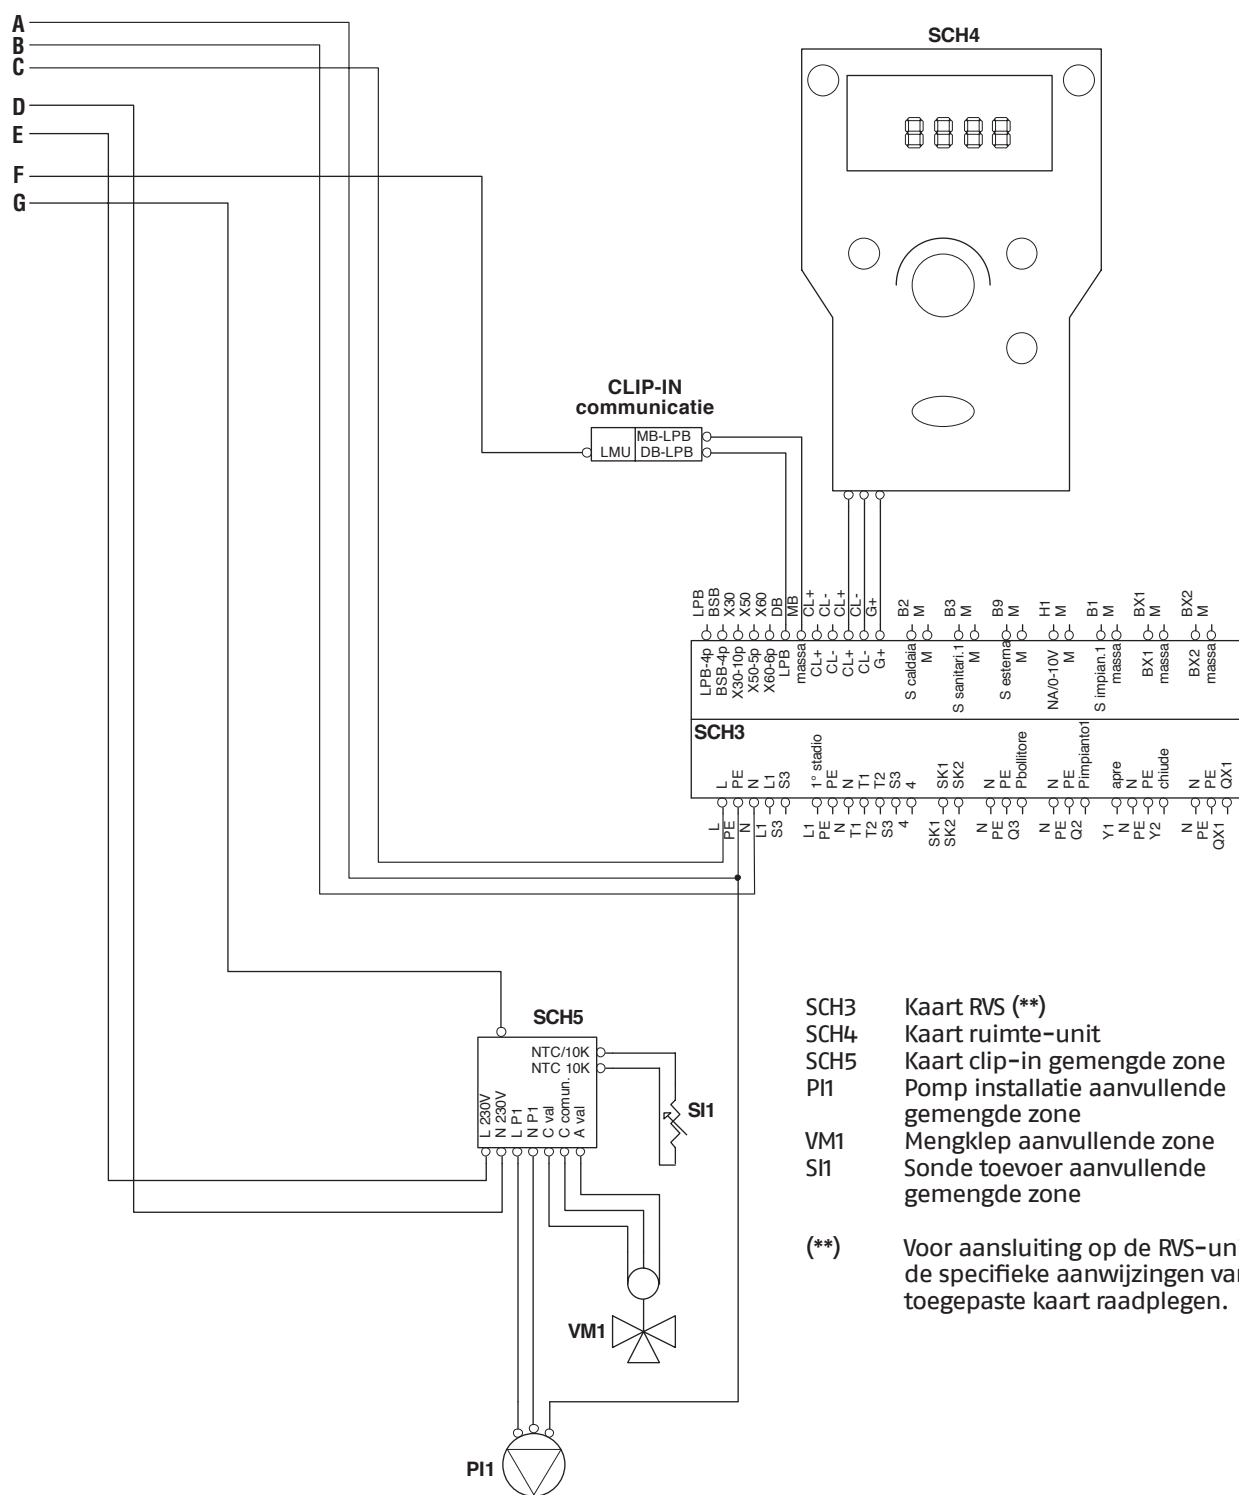 A
B
C
D
E
F
G
SCH4
CLIP-IN
communicatie
LMU
MB-LPB
DB-LPB
LPB
BSB
X30
X50
X60
DB
MB
CL+
CL-
CL+
CL-
G+
B2
M
B3
M
B9
M
H1
M
B1
M
BX1
M
BX2
M
LPB-4p
BSB-4p
X30-10p
X50-5p
X60-6p
LPB
massa
CL+
CL-
CL+
CL-
G+
S caldaia
M
S sanitari.1
M
S esterna
M
NA/0-10V
M
S impian.1
massa
BX1
massa
BX2
massa
SCH3
L
PE
N
L1
S3
1° stadio
PE
N
T1
T2
S3
4
SK1
SK2
N
PE
Pbollitore
N
PE
Pimpianto1
apre
N
PE
chiude
N
PE
QX1
L
PE
N
L1
S3
L1
PE
N
T1
T2
S3
4
SK1
SK2
N
PE
Q3
N
PE
Q2
Y1
N
PE
Y2
N
PE
QX1
SCH5
NTC/10K
NTC 10K
L 230V
N 230V
L P1
N P1
C val
C comun.
A val
SI1
VM1
PI1
SCH3 Kaart RVS (**)
SCH4 Kaart ruimte-unit
SCH5 Kaart clip-in gemengde zone
PI1 Pomp installatie aanvullende
gemengde zone
VM1 Mengklep aanvullende zone
SI1 Sonde toevoer aanvullende
gemengde zone
(**) Voor aansluiting op de RVS-uni
de specifieke aanwijzingen va
toegepaste kaart raadplegen.